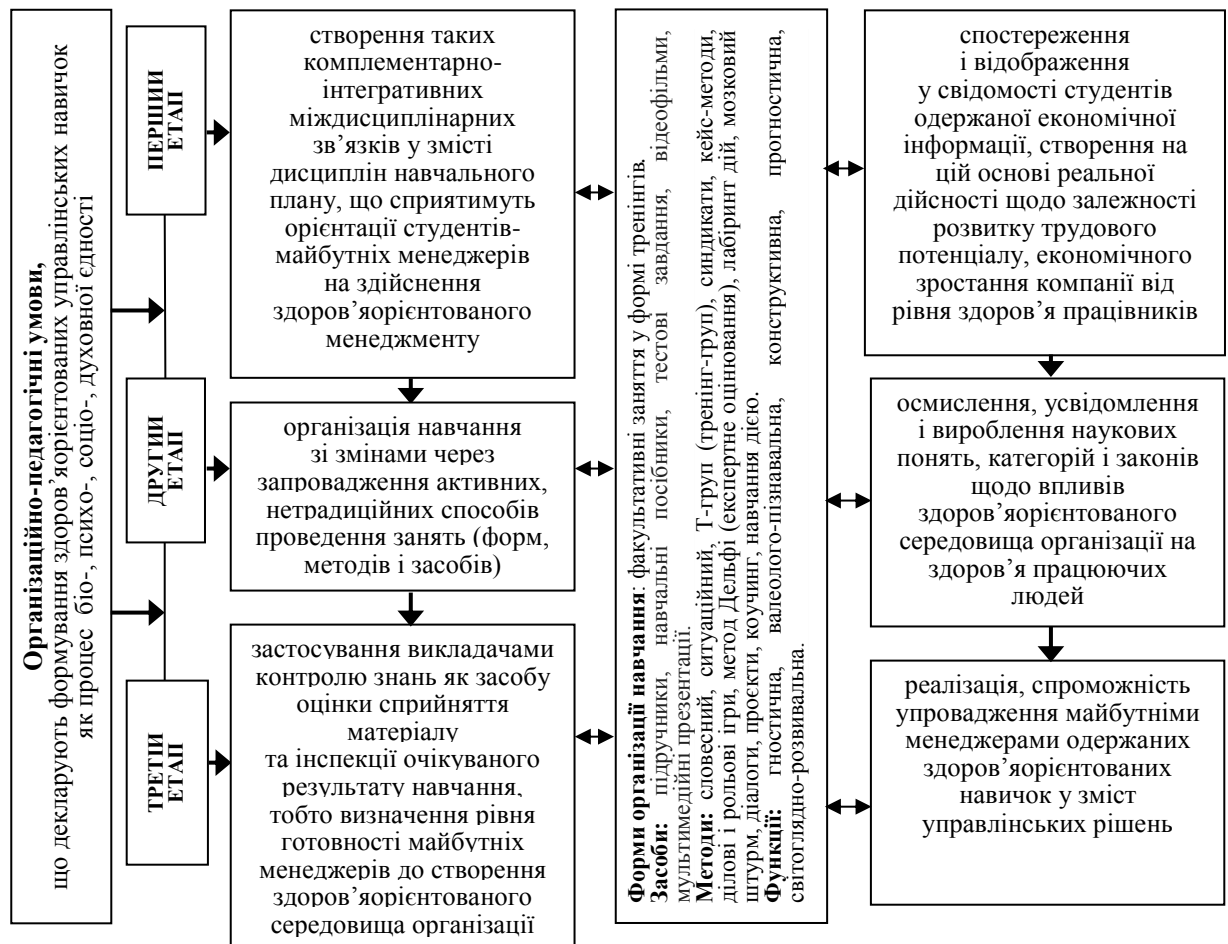 Організаційно-педагогічні умови,
що декларують формування здоров’яорієнтованих управлінських навичок
як процес біо-, психо-, соціо-, духовної єдності
ПЕРШИЙ
ЕТАП
ДРУГИЙ
ЕТАП
ТРЕТІЙ
ЕТАП
створення таких
комплементарно-
інтегративних
міждисциплінарних
зв’язків у змісті
дисциплін навчального
плану, що сприятимуть
орієнтації студентів-
майбутніх менеджерів
на здійснення
здоров’яорієнтованого
менеджменту
організація навчання
зі змінами через
запровадження активних,
нетрадиційних способів
проведення занять (форм,
методів і засобів)
застосування викладачами
контролю знань як засобу
оцінки сприйняття
матеріалу
та інспекції очікуваного
результату навчання,
тобто визначення рівня
готовності майбутніх
менеджерів до створення
здоров’яорієнтованого
середовища організації
Форми організації навчання: факультативні заняття у формі тренінгів.
Засоби: підручники, навчальні посібники, тестові завдання, відеофільми,
мультимедійні презентації.
Методи: словесний, ситуаційний, Т-груп (тренінг-груп), синдикати, кейс-методи,
ділові і рольові ігри, метод Дельфі (експертне оцінювання), лабіринт дій, мозковий
штурм, діалоги, проєкти, коучинг, навчання дією.
Функції: гностична, валеолого-пізнавальна, конструктивна, прогностична,
світоглядно-розвивальна.
спостереження
і відображення
у свідомості студентів
одержаної економічної
інформації, створення на
цій основі реальної
дійсності щодо залежності
розвитку трудового
потенціалу, економічного
зростання компанії від
рівня здоров’я працівників
осмислення, усвідомлення
і вироблення наукових
понять, категорій і законів
щодо впливів
здоров’яорієнтованого
середовища організації на
здоров’я працюючих
людей
реалізація, спроможність
упровадження майбутніми
менеджерами одержаних
здоров’яорієнтованих
навичок у зміст
управлінських рішень